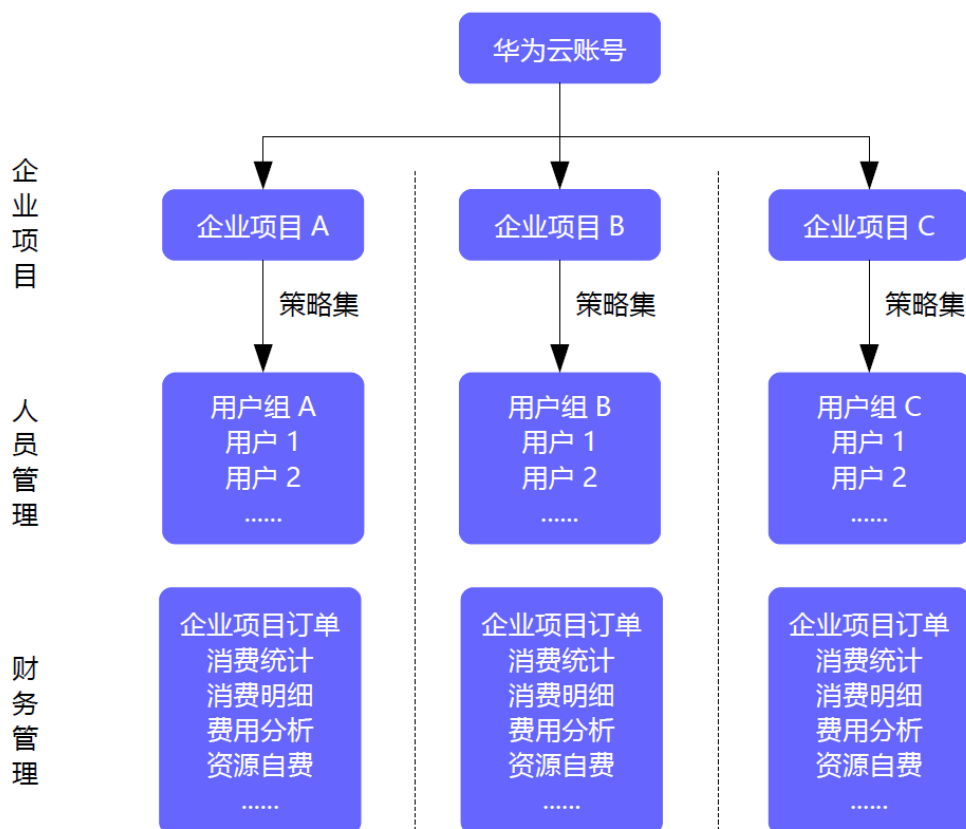 华为云账号
企业项目
企业项目 A
企业项目 B
企业项目 C
策略集
策略集
策略集
人员管理
用户组 A
用户 1
用户 2
......
用户组 B
用户 1
用户 2
......
用户组 C
用户 1
用户 2
......
财务管理
企业项目订单
消费统计
消费明细
费用分析
资源自费
......
企业项目订单
消费统计
消费明细
费用分析
资源自费
......
企业项目订单
消费统计
消费明细
费用分析
资源自费
......